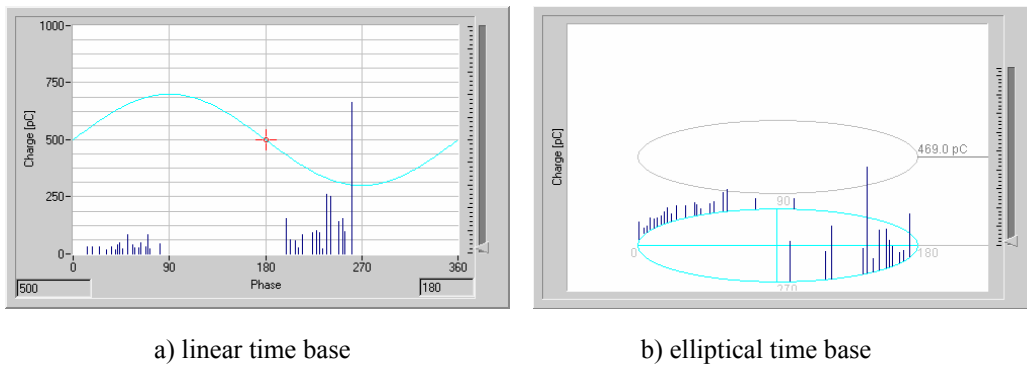 1000
750
500
250
0
Charge [pC]
0 90 180 270 360
Phase
500
180
Charge [pC]
469.0 pC
90
0
180
270
a) linear time base
b) elliptical time base